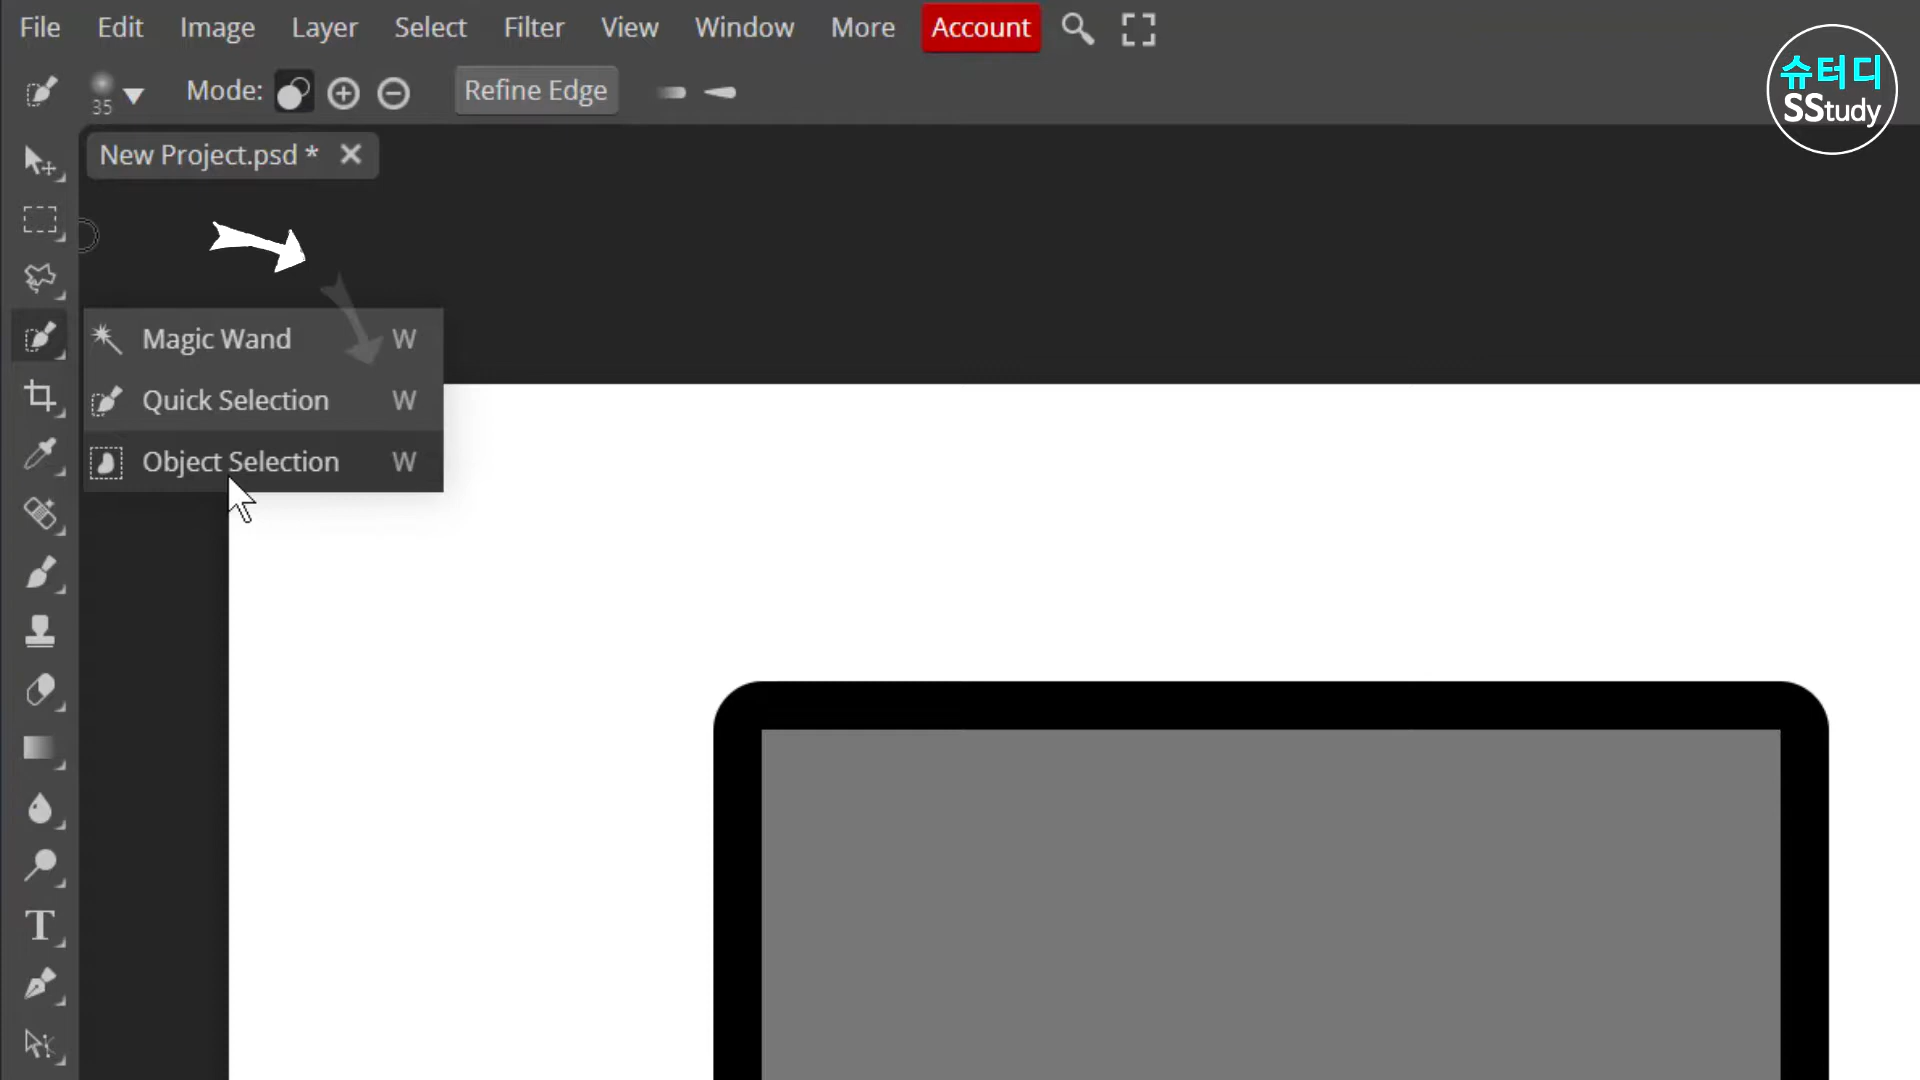 File Edit Image Layer Select Filter View Window More Account
35 Mode: Refine Edge
슈터디
SStudy
New Project.psd *
Magic Wand W
Quick Selection W
Object Selection W
T